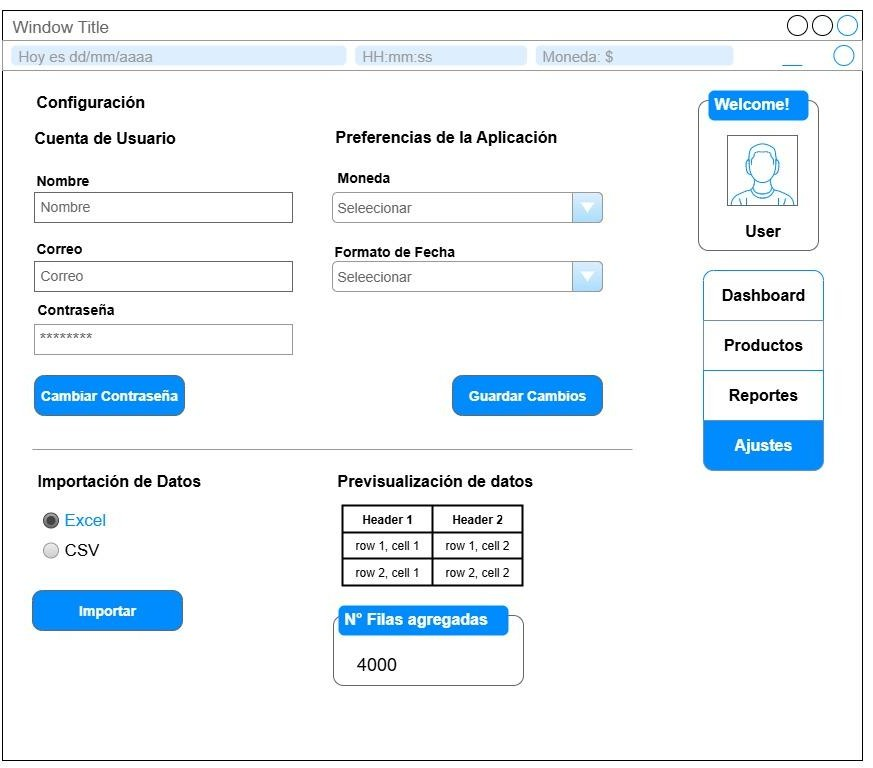 Window Title
Hoy es dd/mm/aaaa
HH:mm:ss
Moneda: $
Configuración
Cuenta de Usuario
Nombre
Nombre
Correo
Correo
Contraseña
********
Cambiar Contraseña
Preferencias de la Aplicación
Moneda
Seleecionar
Formato de Fecha
Seleecionar
Guardar Cambios
Welcome!
User
Dashboard
Productos
Reportes
Ajustes
Importación de Datos
Excel
CSV
Importar
Previsualización de datos
Header 1 Header 2
row 1, cell 1 row 1, cell 2
row 2, cell 1 row 2, cell 2
N° Filas agregadas
4000